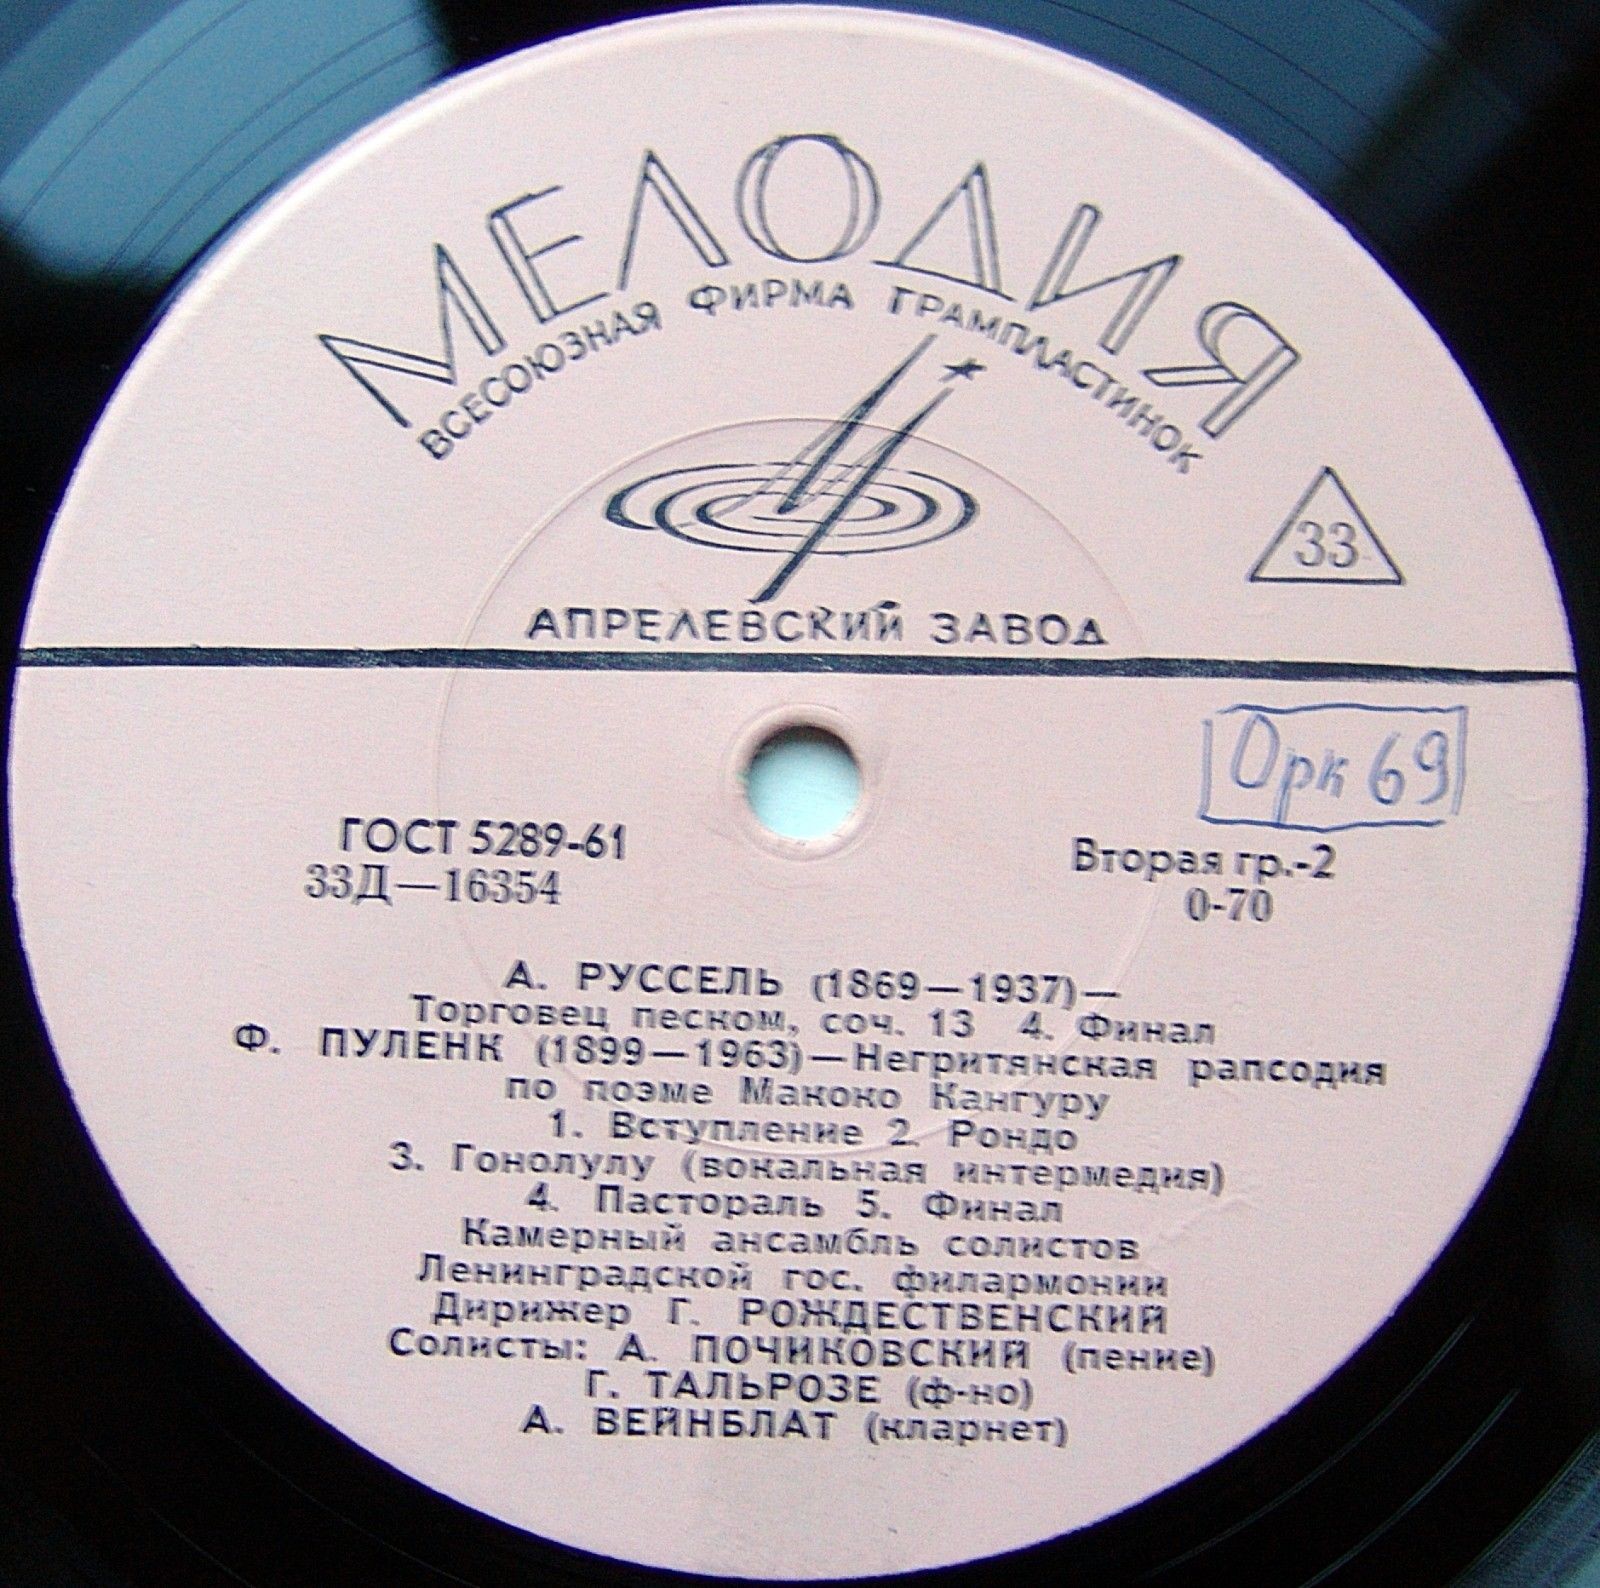 МЕЛОДИЯ
ВСЕСОЮЗНАЯ ФИРМА ГРАМПЛАСТИНОК
33
АПРЕЛЕВСКИЙ ЗАВОД
Орк 69
ГОСТ 5289-61
Вторая гр.-2
33Д—16354
0-70
А. РУССЕЛЬ (1869—1937)—
Торговец песком, соч. 13 4. Финал
Ф. ПУЛЕНК (1899—1963)—Негритянская рапсодия
по поэме Макоко Кангуру
1. Вступление 2. Рондо
3. Гонолулу (вокальная интермедия)
4. Пастораль 5. Финал
Камерный ансамбль солистов
Ленинградской гос. филармонии
Дирижер Г. РОЖДЕСТВЕНСКИЙ
Солисты: А. ПОЧИКОВСКИЙ (пение)
Г. ТАЛЬРОЗЕ (ф-но)
А. ВЕЙНБЛАТ (кларнет)